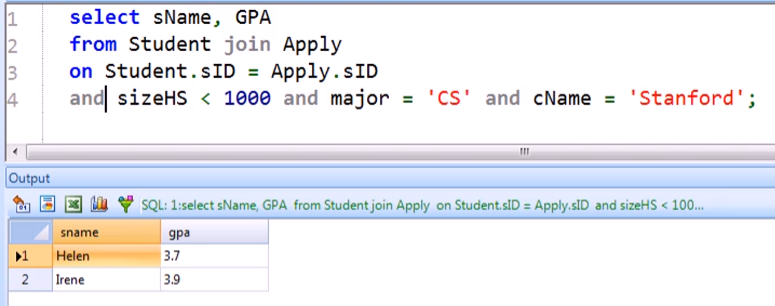 1 select sName, GPA
2 from Student join Apply
3 on Student.sID = Apply.sID
4 and sizeHS < 1000 and major = 'CS' and cName = 'Stanford';
Output
SQL: 1:select sName, GPA from Student join Apply on Student.sID = Apply.sID and sizeHS < 100...
sname gpa
1 Helen 3.7
2 Irene 3.9